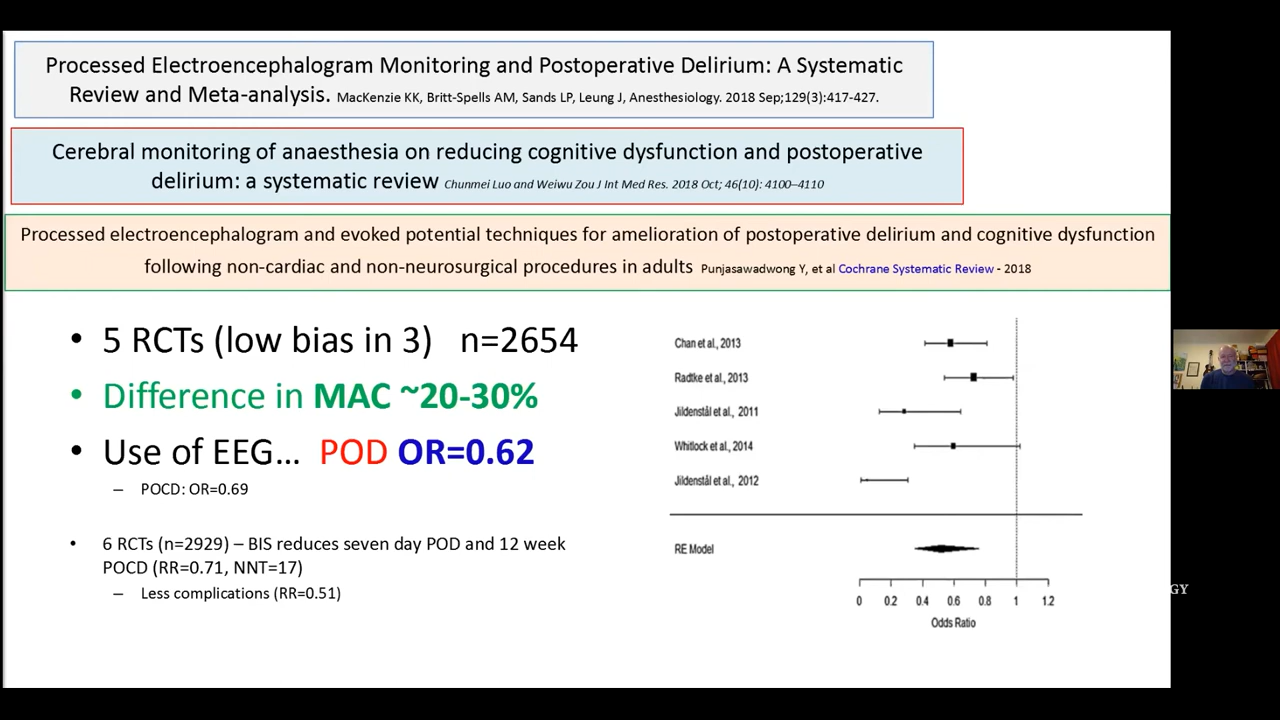 Processed Electroencephalogram Monitoring and Postoperative Delirium: A Systematic
Review and Meta-analysis. MacKenzie KK, Britt-Spells AM, Sands LP, Leung J, Anesthesiology. 2018 Sep;129(3):417-427.
Cerebral monitoring of anaesthesia on reducing cognitive dysfunction and postoperative
delirium: a systematic review Chunmei Luo and Weiwu Zou J Int Med Res. 2018 Oct; 46(10): 4100–4110
Processed electroencephalogram and evoked potential techniques for amelioration of postoperative delirium and cognitive dysfunction
following non-cardiac and non-neurosurgical procedures in adults Punjasawadwong Y, et al Cochrane Systematic Review - 2018
• 5 RCTs (low bias in 3) n=2654
• Difference in MAC ~20-30%
• Use of EEG... POD OR=0.62
– POCD: OR=0.69
• 6 RCTs (n=2929) – BIS reduces seven day POD and 12 week
POCD (RR=0.71, NNT=17)
– Less complications (RR=0.51)
Chan et al., 2013
Radtke et al., 2013
Jildenstål et al., 2011
Whitlock et al., 2014
Jildenstål et al., 2012
RE Model
0 0.2 0.4 0.6 0.8 1 1.2
Odds Ratio
GY